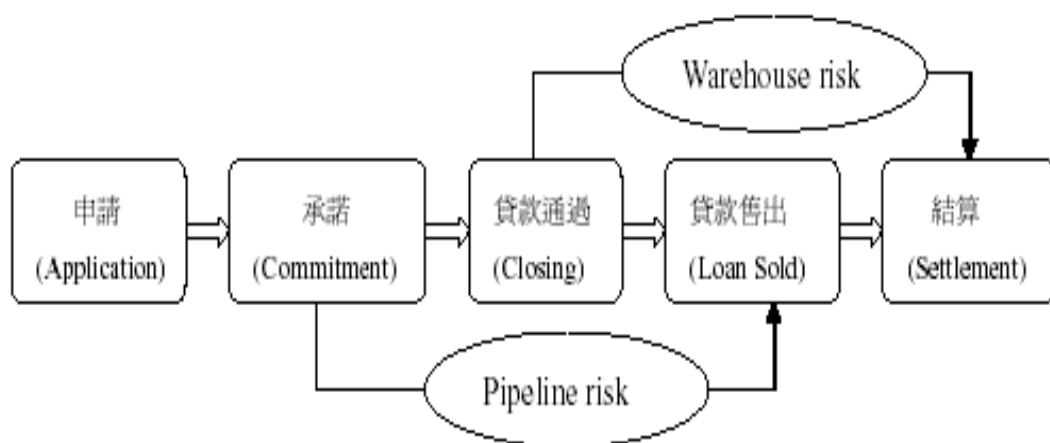 Warehouse risk
申請
(Application)
承諾
(Commitment)
貸款通過
(Closing)
貸款售出
(Loan Sold)
結算
(Settlement)
Pipeline risk